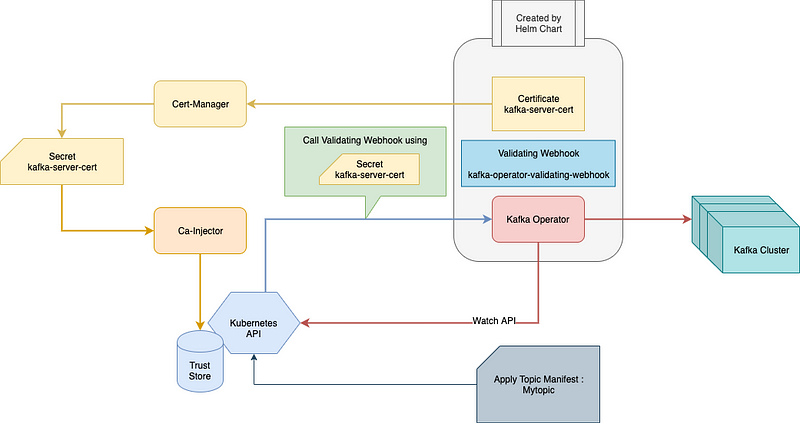 Created by
Helm Chart
Cert-Manager
Certificate
kafka-server-cert
Call Validating Webhook using
Secret
kafka-server-cert
Secret
kafka-server-cert
Validating Webhook
kafka-operator-validating-webhook
Ca-Injector
Kafka Operator
Kafka Cluster
Kubernetes
API
Watch API
Trust
Store
Apply Topic Manifest :
Mytopic